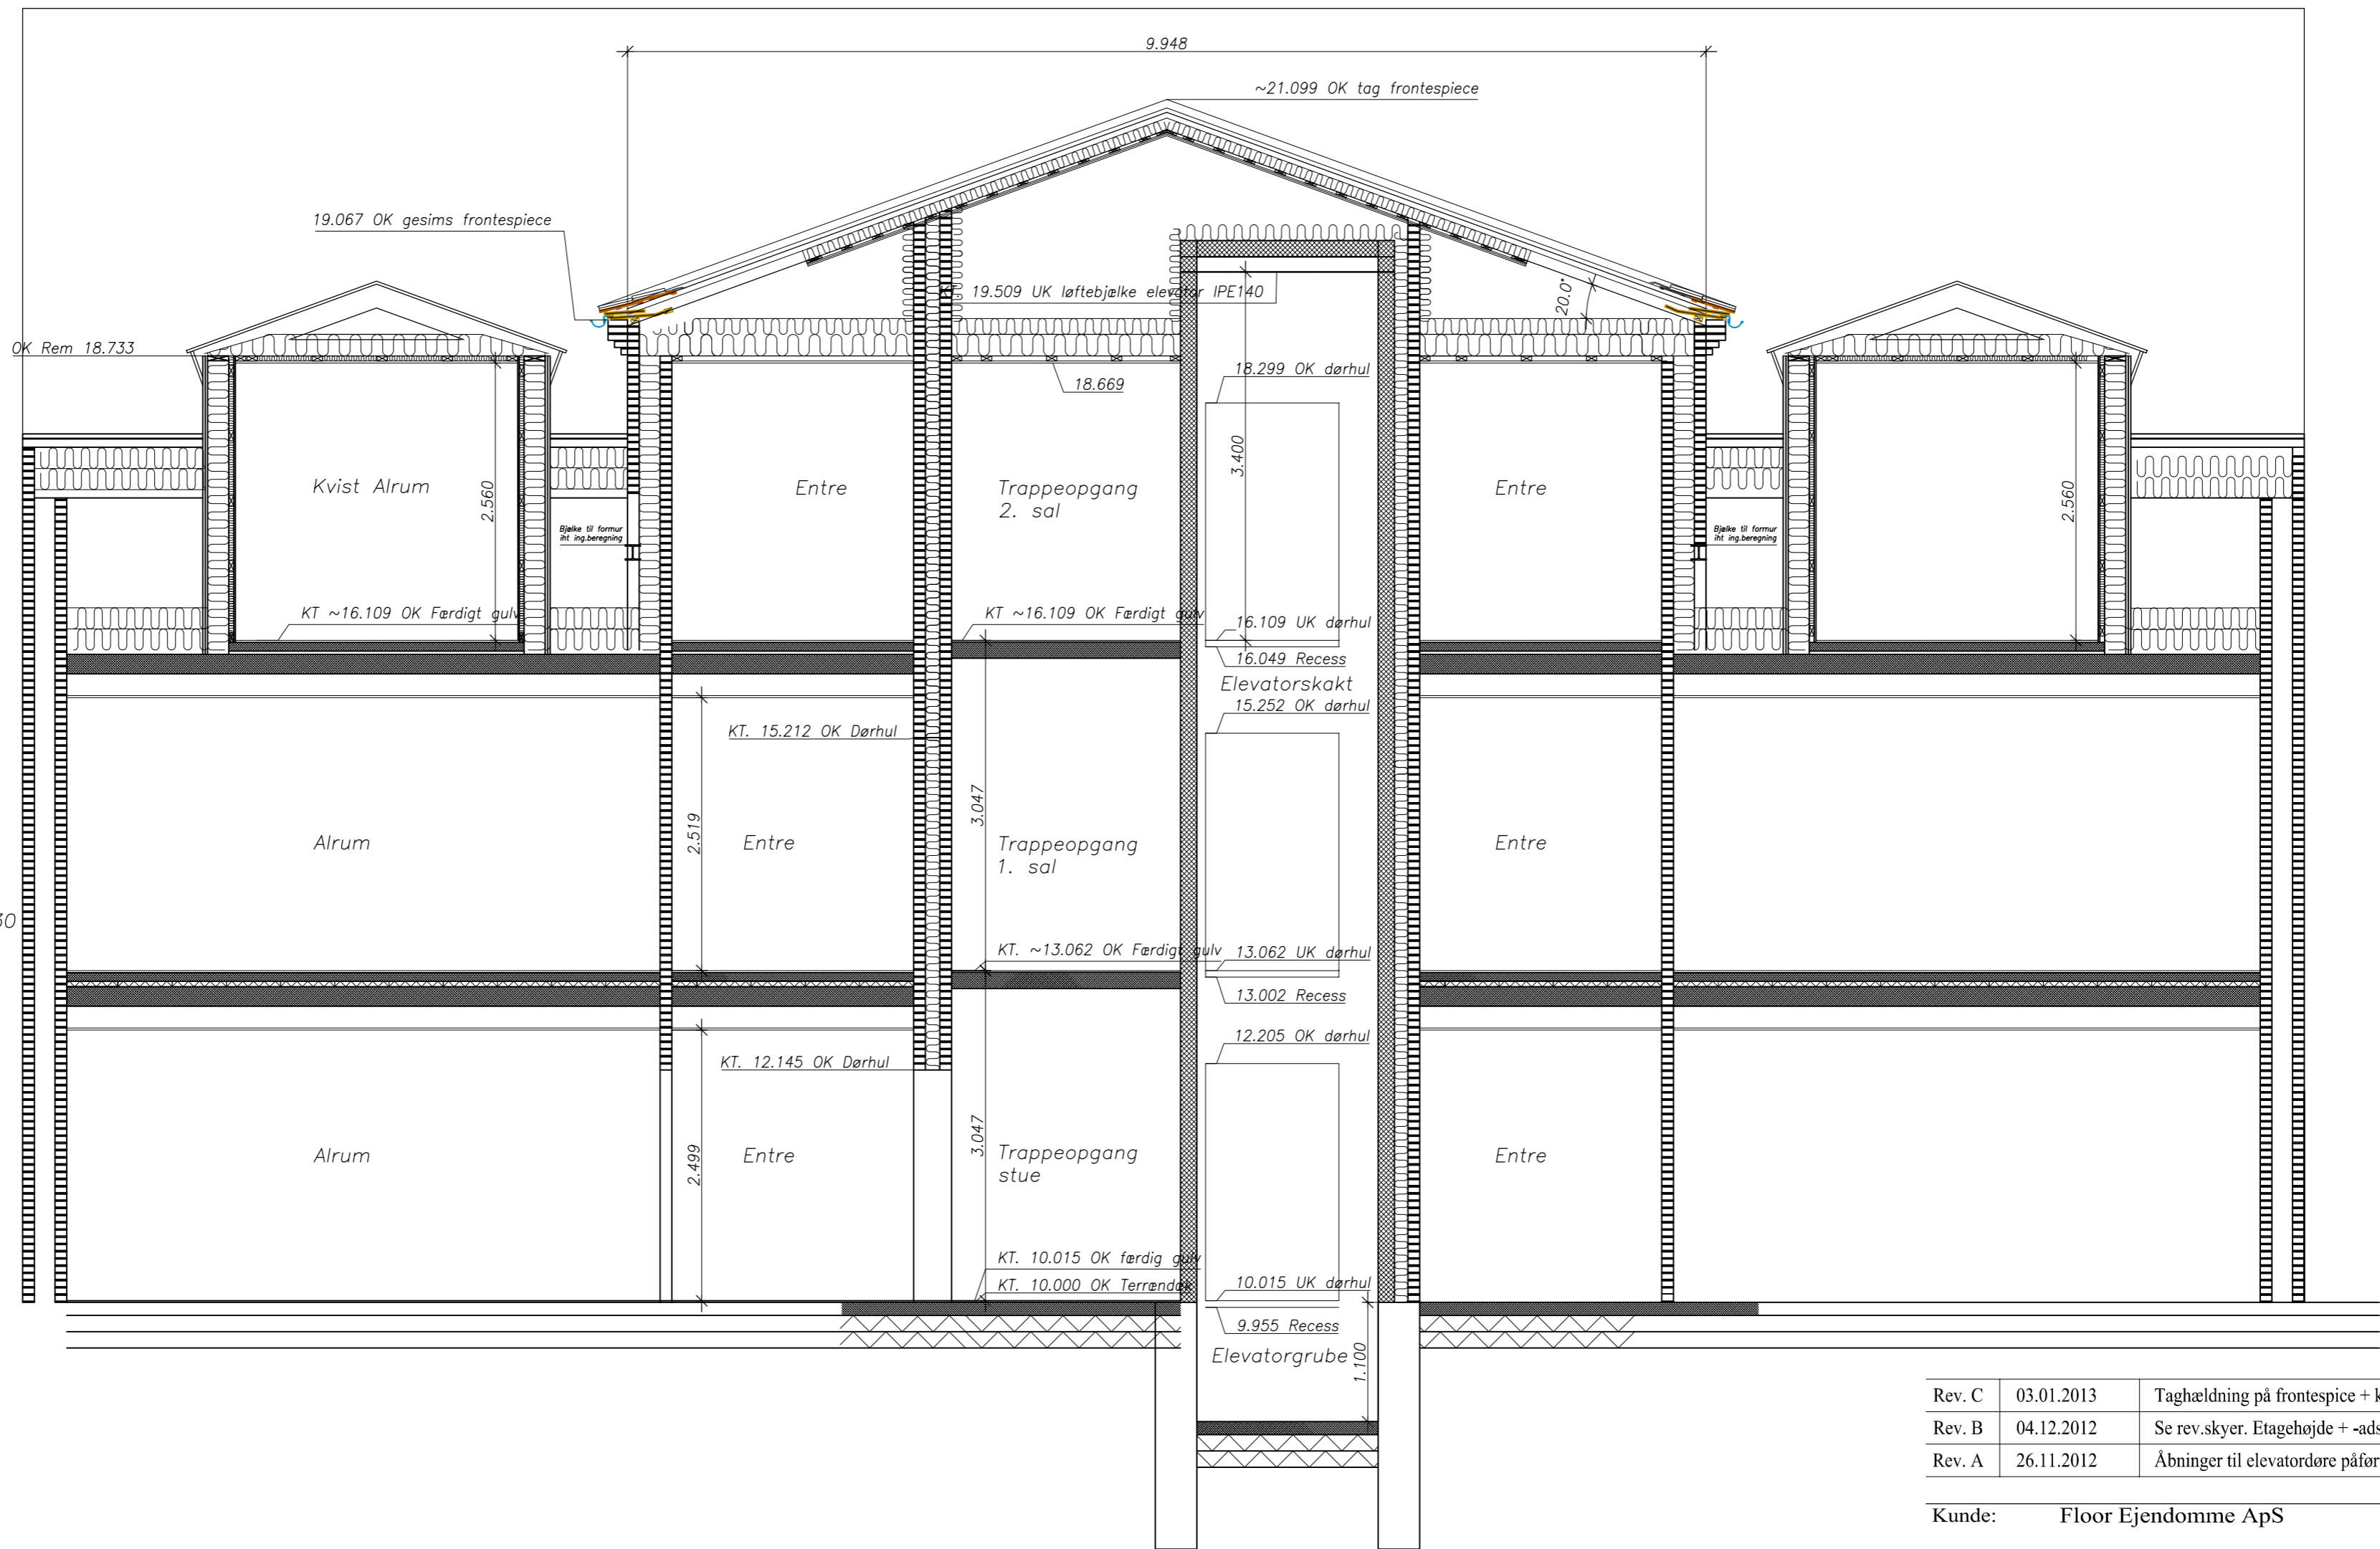 9.948
~21.099 OK tag frontespiece
19.067 OK gesims frontespiece
KT. 19.509 UK løftebjælke elevator IPE140
20.0°
OK Rem 18.733
18.299 OK dørhul
18.669
3.400
Kvist Alrum
2.560
Entre
Trappeopgang
2. sal
Entre
2.560
Bjælke til formur
iht ing.beregning
Bjælke til formur
iht ing.beregning
KT ~16.109 OK Færdigt gulv
KT ~16.109 OK Færdigt gulv
16.109 UK dørhul
16.049 Recess
Elevatorskakt
15.252 OK dørhul
KT. 15.212 OK Dørhul
3.047
2.519
Alrum
Entre
Trappeopgang
1. sal
Entre
KT. ~13.062 OK Færdigt gulv
13.062 UK dørhul
13.002 Recess
12.205 OK dørhul
KT. 12.145 OK Dørhul
3.047
2.499
Alrum
Entre
Trappeopgang
stue
Entre
KT. 10.015 OK færdig gulv
KT. 10.000 OK Terrændæk
10.015 UK dørhul
9.955 Recess
Elevatorgrube
1.100
Rev. C 03.01.2013 Taghældning på frontespice +
Rev. B 04.12.2012 Se rev.skyer. Etagehøjde + -ads
Rev. A 26.11.2012 Åbninger til elevatordøre påfør
Kunde: Floor Ejendomme ApS